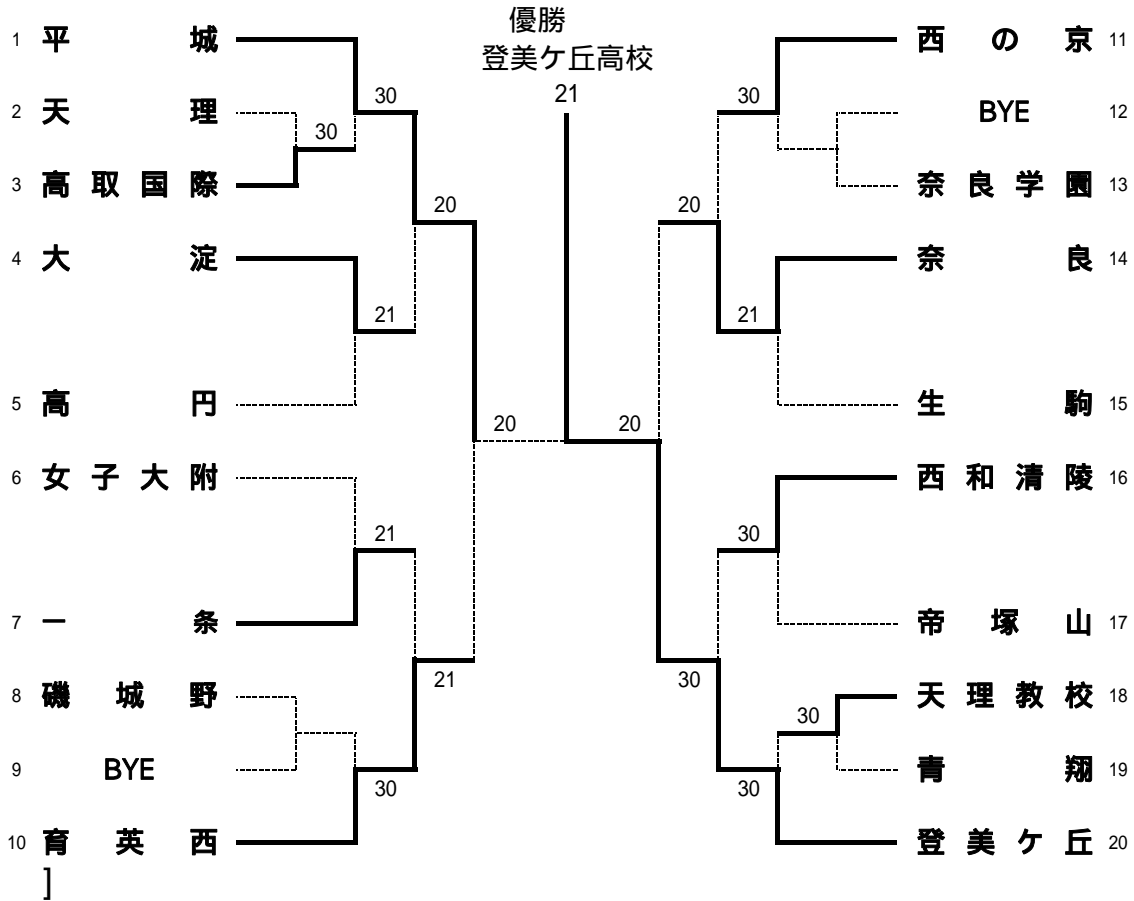 優勝
登美ケ丘高校
21
1 平城
2 天理
3 高取国際
4 大淀
5 高円
6 女子大附
7 一条
8 磯城野
9 BYE
10 育英西
]
30
30
20
21
20
21
21
30
11 西の京
12 BYE
13 奈良学園
14 奈良
15 生駒
16 西和清陵
17 帝塚山
18 天理教校
19 青翔
20 登美ケ丘
30
20
21
20
30
30
30
30